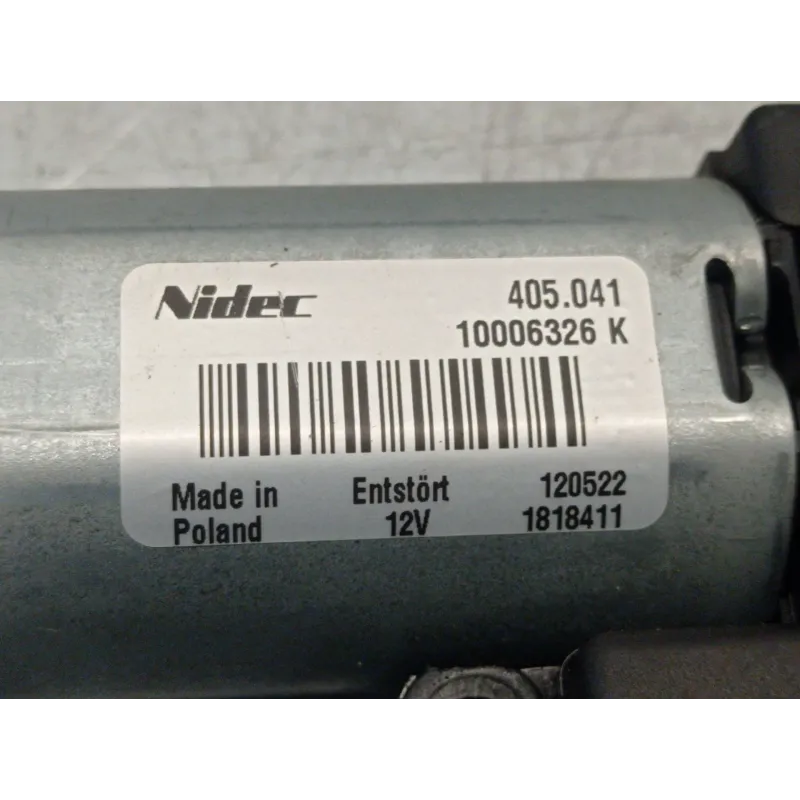 Nidec 405.041
10006326 K
Made in Entstört 120522
Poland 12V 1818411